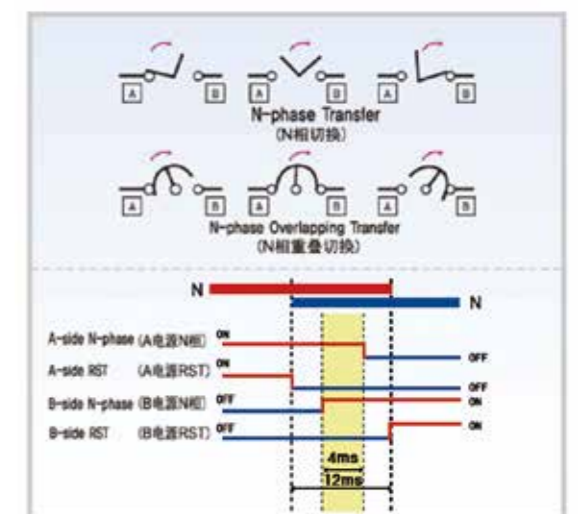 A B A B A B
N-phase Transfer
(N相切换)
A B A B A B
N-phase Overlapping Transfer
(N相重叠切换)
N
N
A-side N-phase (A电源N相) ON OFF
A-side RST (A电源RST) ON OFF
B-side N-phase (B电源N相) OFF ON
B-side RST (B电源RST) OFF ON
4ms
12ms